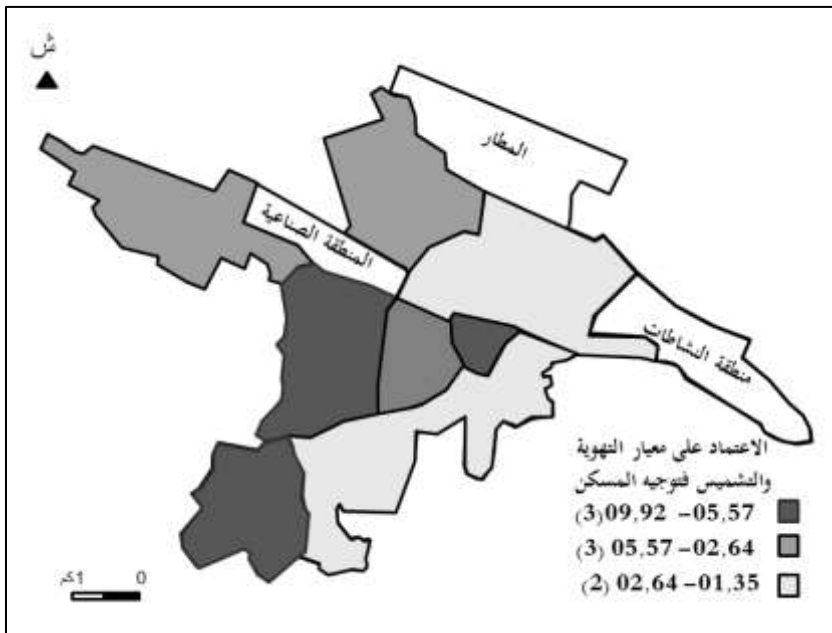 ش
المطار
المنطقة الصناعية
منطقة النشاطات
الاعتماد على معيار التهوية
والتشميس فتوجيه المسكن
(3) 09,92 – 05,57
(3) 05,57 – 02,64
(2) 02,64 – 01,35
1كم 0